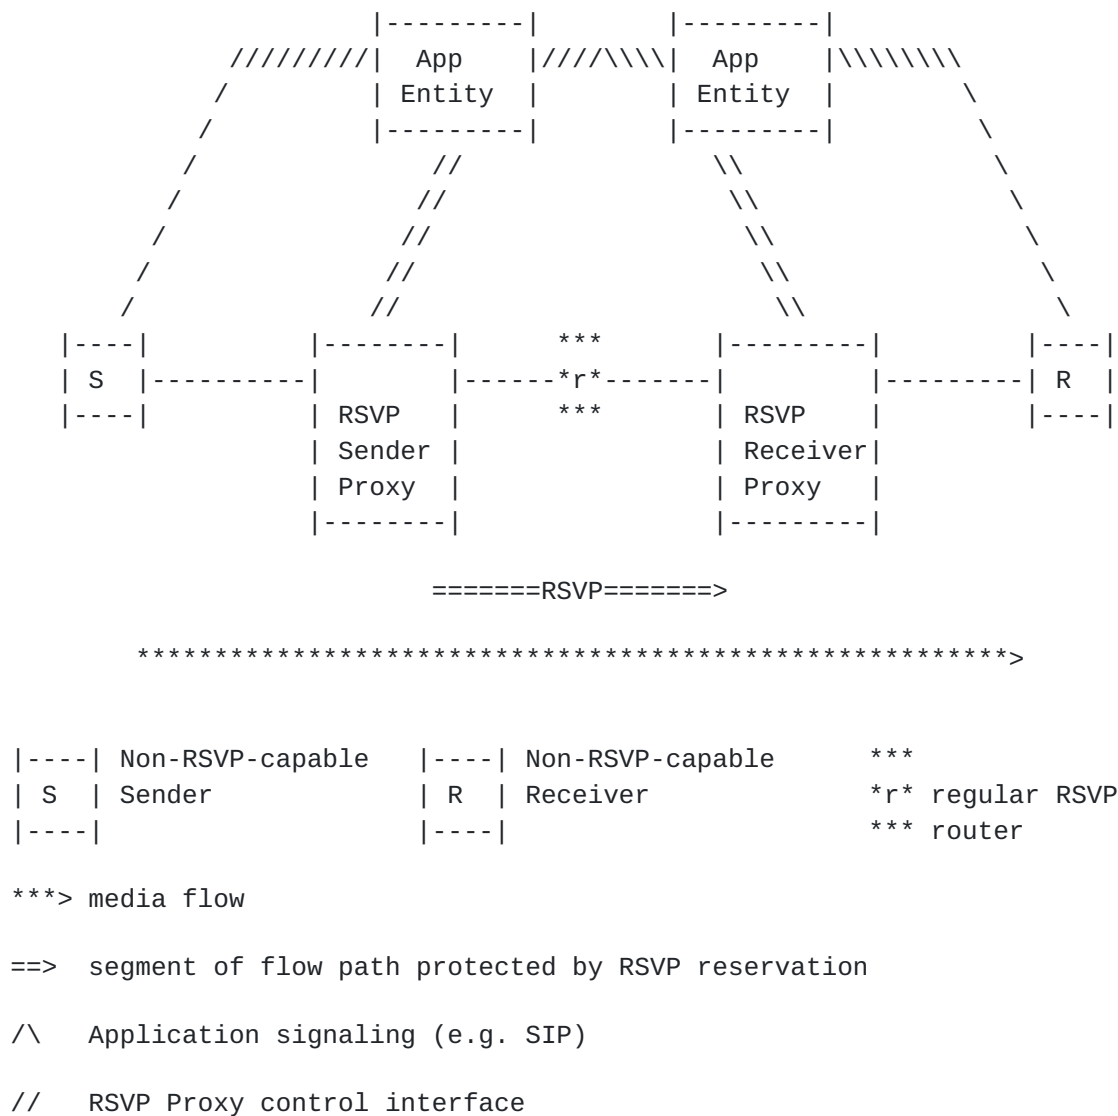 |---------|        |---------|
              /////////|  App    |////\\\\|  App    |\\\\\\\\
             /         | Entity  |        | Entity  |        \
            /          |---------|        |---------|         \
           /               //                \\                \
          /               //                  \\                \
         /               //                    \\                \
        /               //                      \\                \
       /               //                        \\                \
   |----|          |--------|      ***       |---------|         |----|
   | S  |----------|        |------*r*-------|         |---------| R  |
   |----|          | RSVP   |      ***       | RSVP    |         |----|
                   | Sender |                | Receiver|
                   | Proxy  |                | Proxy   |
                   |--------|                |---------|
                           =======RSVP=======>
        ********************************************************>
|----| Non-RSVP-capable   |----| Non-RSVP-capable      ***
| S  | Sender             | R  | Receiver              *r* regular RSVP
|----|                    |----|                       *** router
***> media flow
==>  segment of flow path protected by RSVP reservation
/\   Application signaling (e.g. SIP)
//   RSVP Proxy control interface